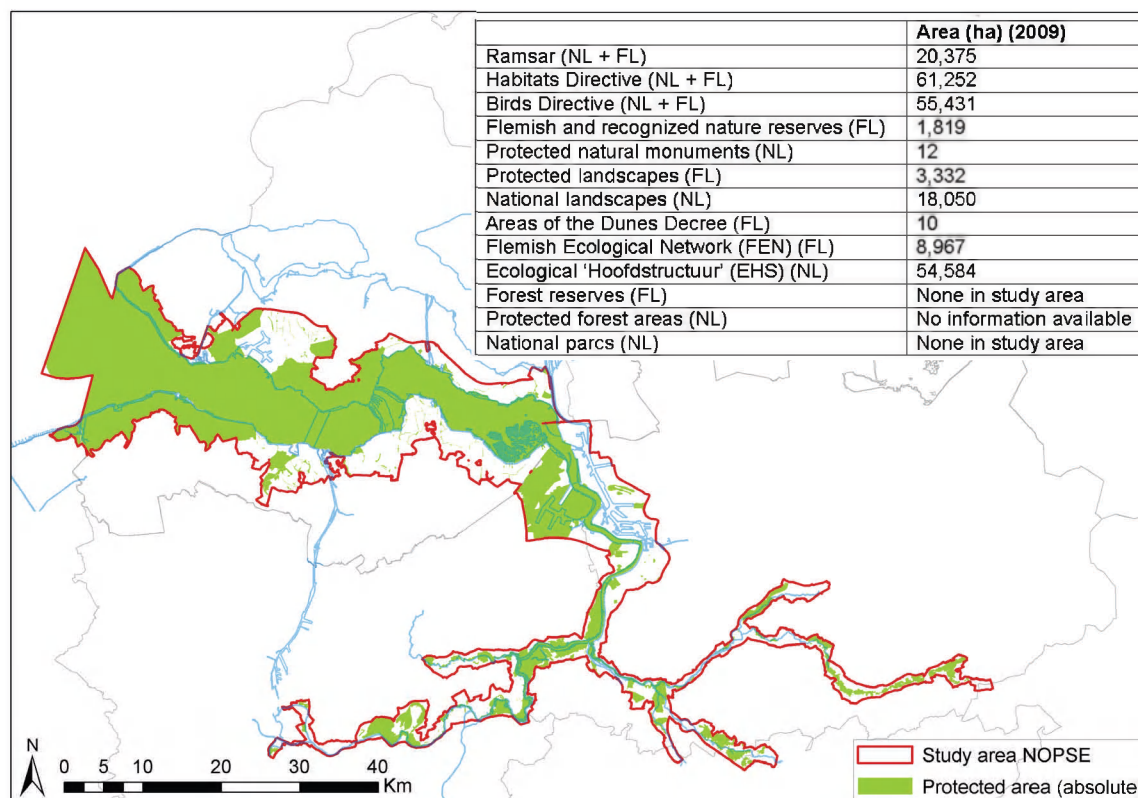 Area (ha) (2009)
Ramsar (NL + FL) 20,375
Habitats Directive (NL + FL) 61,252
Birds Directive (NL + FL) 55,431
Flemish and recognized nature reserves (FL) 1,819
Protected natural monuments (NL) 12
Protected landscapes (FL) 3,332
National landscapes (NL) 18,050
Areas of the Dunes Decree (FL) 10
Flemish Ecological Network (FEN) (FL) 8,967
Ecological ‘Hoofdstructuur’ (EHS) (NL) 54,584
Forest reserves (FL) None in study area
Protected forest areas (NL) No information available
National parcs (NL) None in study area
N
0 5 10 20 30 40
Km
Study area NOPSE
Protected area (absolute